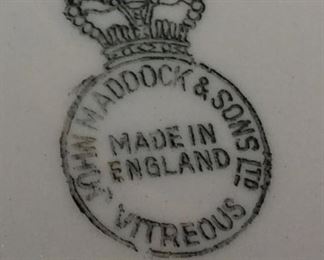 JOHN MADDOCK & SONS LTD
MADE IN
ENGLAND
VITREOUS